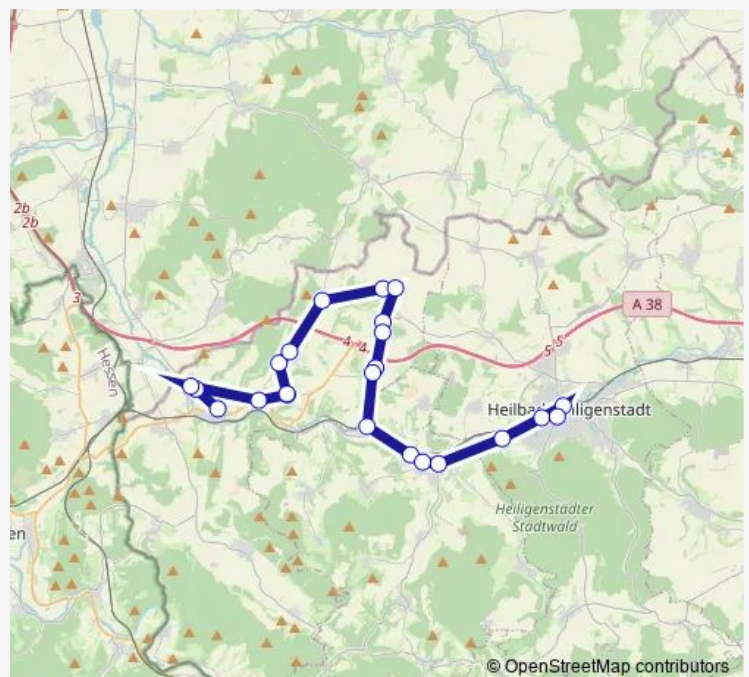 2b
2b
3
A 38
5
5
4
4
Hessen
Heilbad Heiligenstadt
Heiligenstädter
Stadtwald
en
© OpenStreetMap contributors